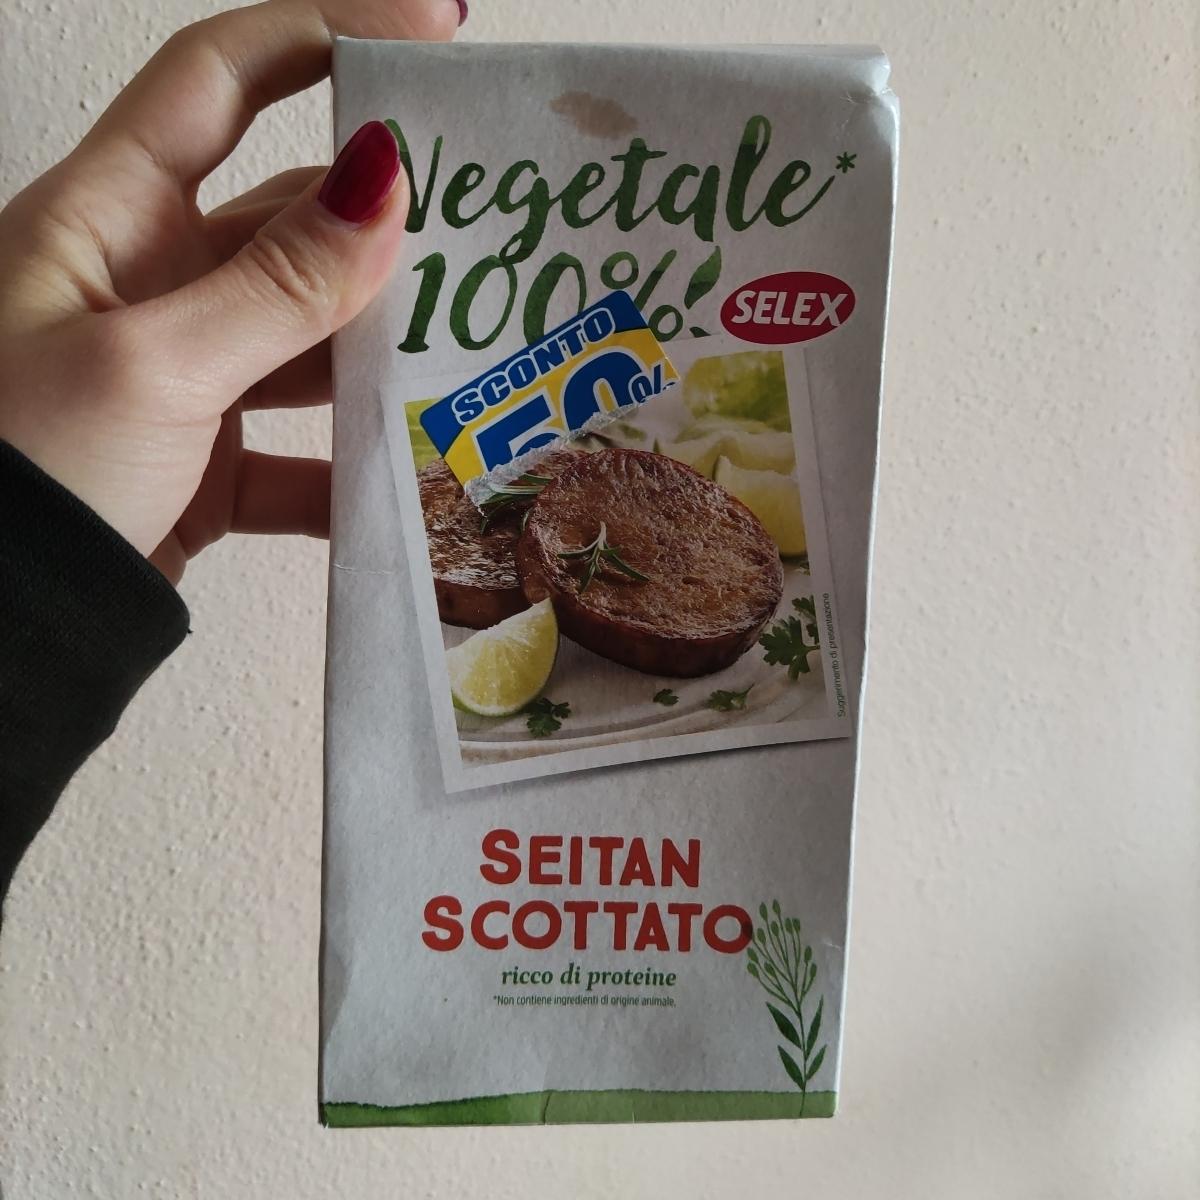 Vegetale*
100%!
SELEX
SCONTO
50%
Suggerimento di presentazione
SEITAN
SCOTTATO
ricco di proteine
*Non contiene ingredienti di origine animale.